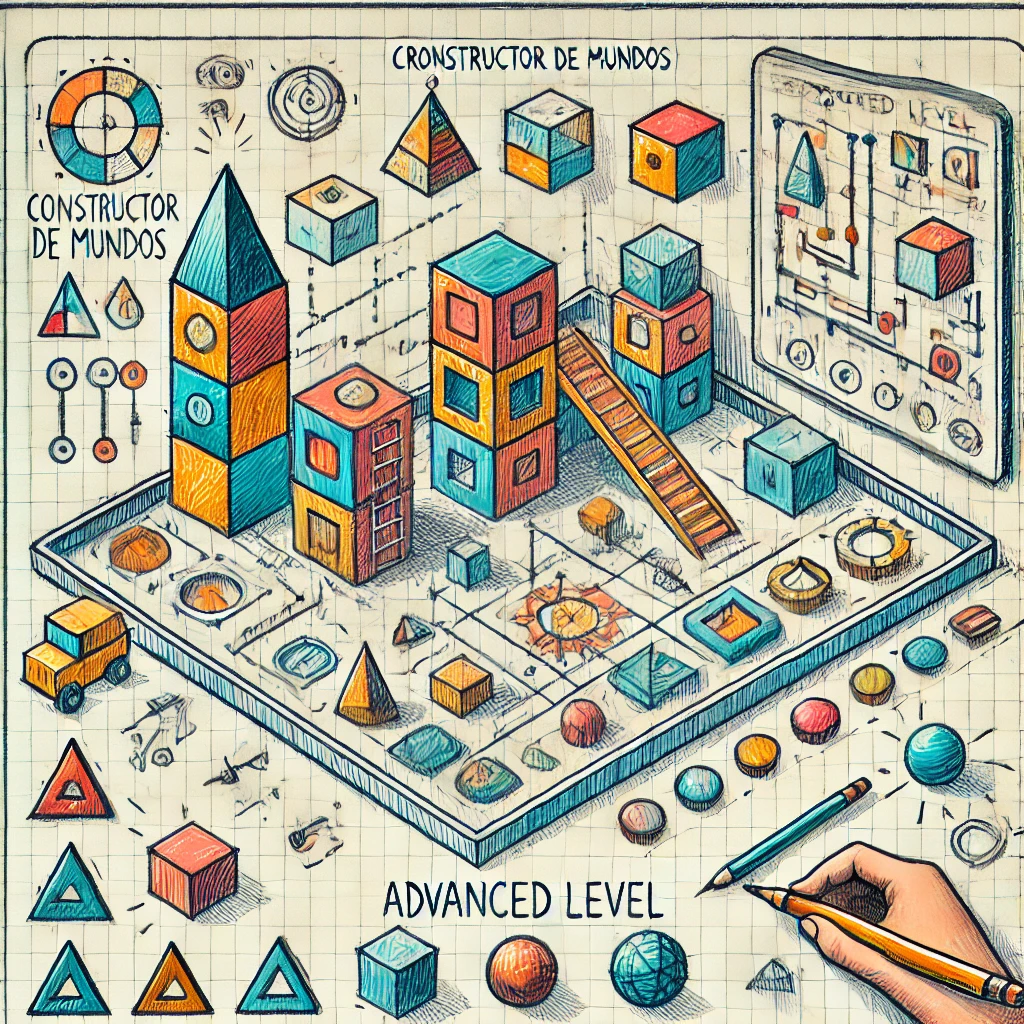 CRONSTRUCTOR DE MUNDOS
CONSTRUCTOR
DE MUNDOS
LEVEL
ADVANCED LEVEL